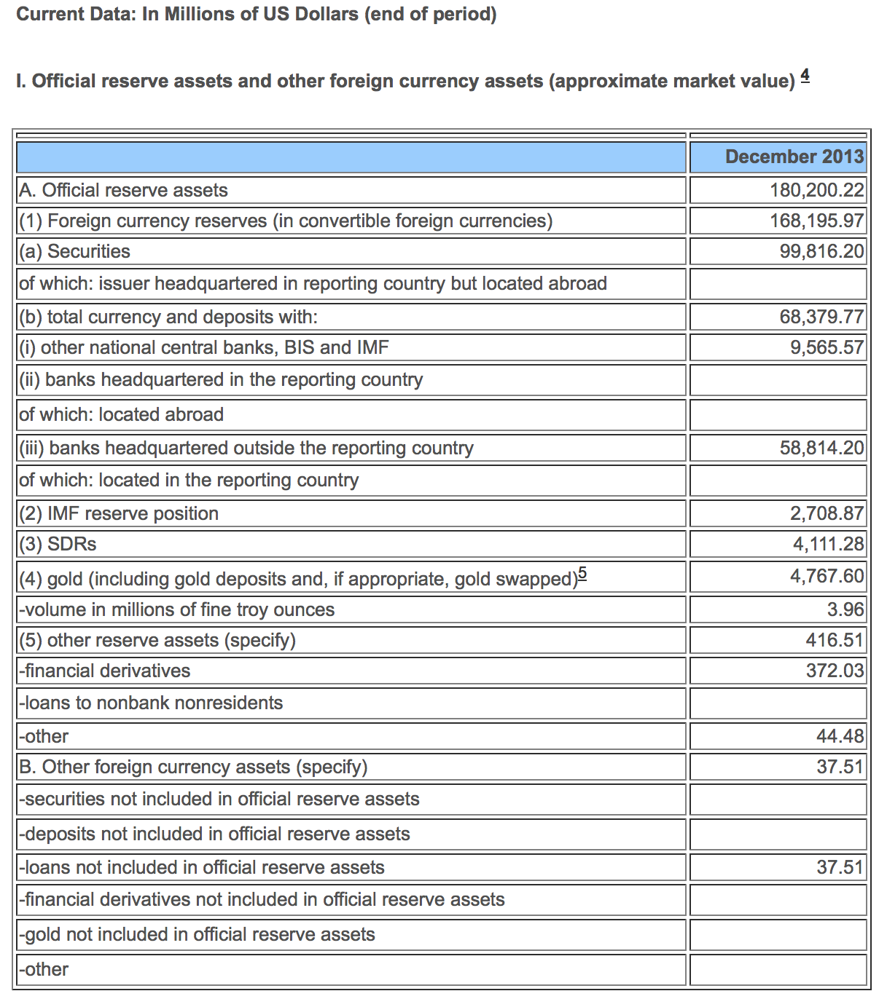 Current Data: In Millions of US Dollars (end of period)
I. Official reserve assets and other foreign currency assets (approximate market value) 4
December 2013
A. Official reserve assets 180,200.22
(1) Foreign currency reserves (in convertible foreign currencies) 168,195.97
(a) Securities 99,816.20
of which: issuer headquartered in reporting country but located abroad
(b) total currency and deposits with: 68,379.77
(i) other national central banks, BIS and IMF 9,565.57
(ii) banks headquartered in the reporting country
of which: located abroad
(iii) banks headquartered outside the reporting country 58,814.20
of which: located in the reporting country
(2) IMF reserve position 2,708.87
(3) SDRs 4,111.28
(4) gold (including gold deposits and, if appropriate, gold swapped)5 4,767.60
-volume in millions of fine troy ounces 3.96
(5) other reserve assets (specify) 416.51
-financial derivatives 372.03
-loans to nonbank nonresidents
-other 44.48
B. Other foreign currency assets (specify) 37.51
-securities not included in official reserve assets
-deposits not included in official reserve assets
-loans not included in official reserve assets 37.51
-financial derivatives not included in official reserve assets
-gold not included in official reserve assets
-other